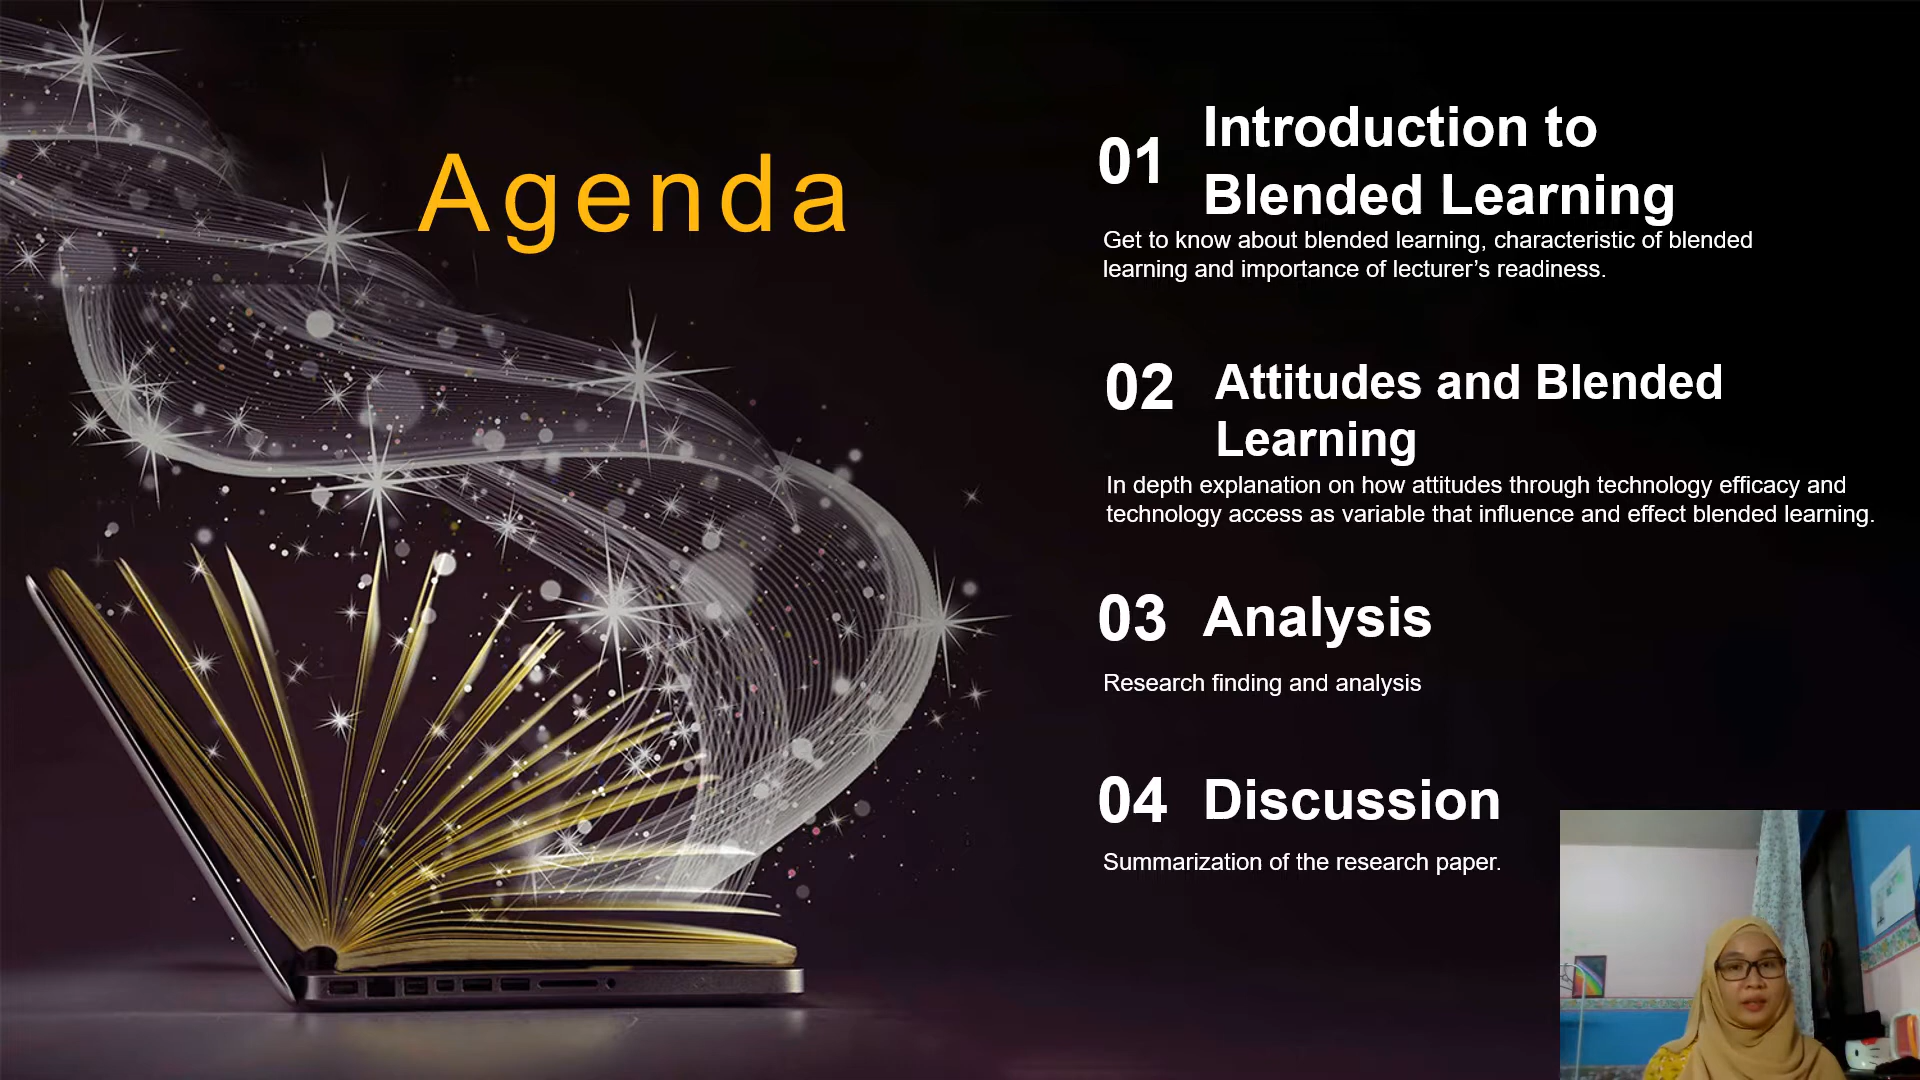 Agenda
01
Introduction to
Blended Learning
Get to know about blended learning, characteristic of blended
learning and importance of lecturer’s readiness.
02
Attitudes and Blended
Learning
In depth explanation on how attitudes through technology efficacy and
technology access as variable that influence and effect blended learning.
03 Analysis
Research finding and analysis
04 Discussion
Summarization of the research paper.